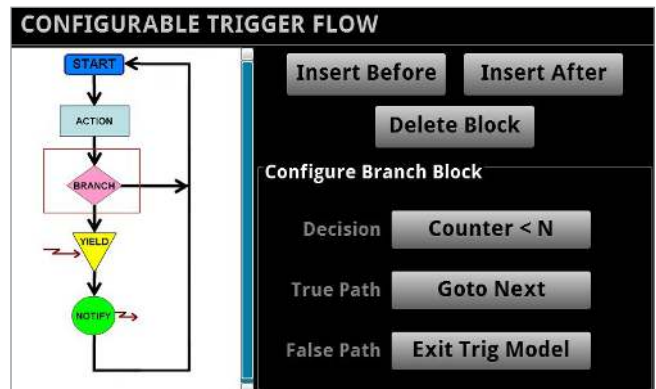 CONFIGURABLE TRIGGER FLOW
START
ACTION
BRANCH
YIELD
NOTIFY
Insert Before
Insert After
Delete Block
Configure Branch Block
Decision
Counter < N
True Path
Goto Next
False Path
Exit Trig Model